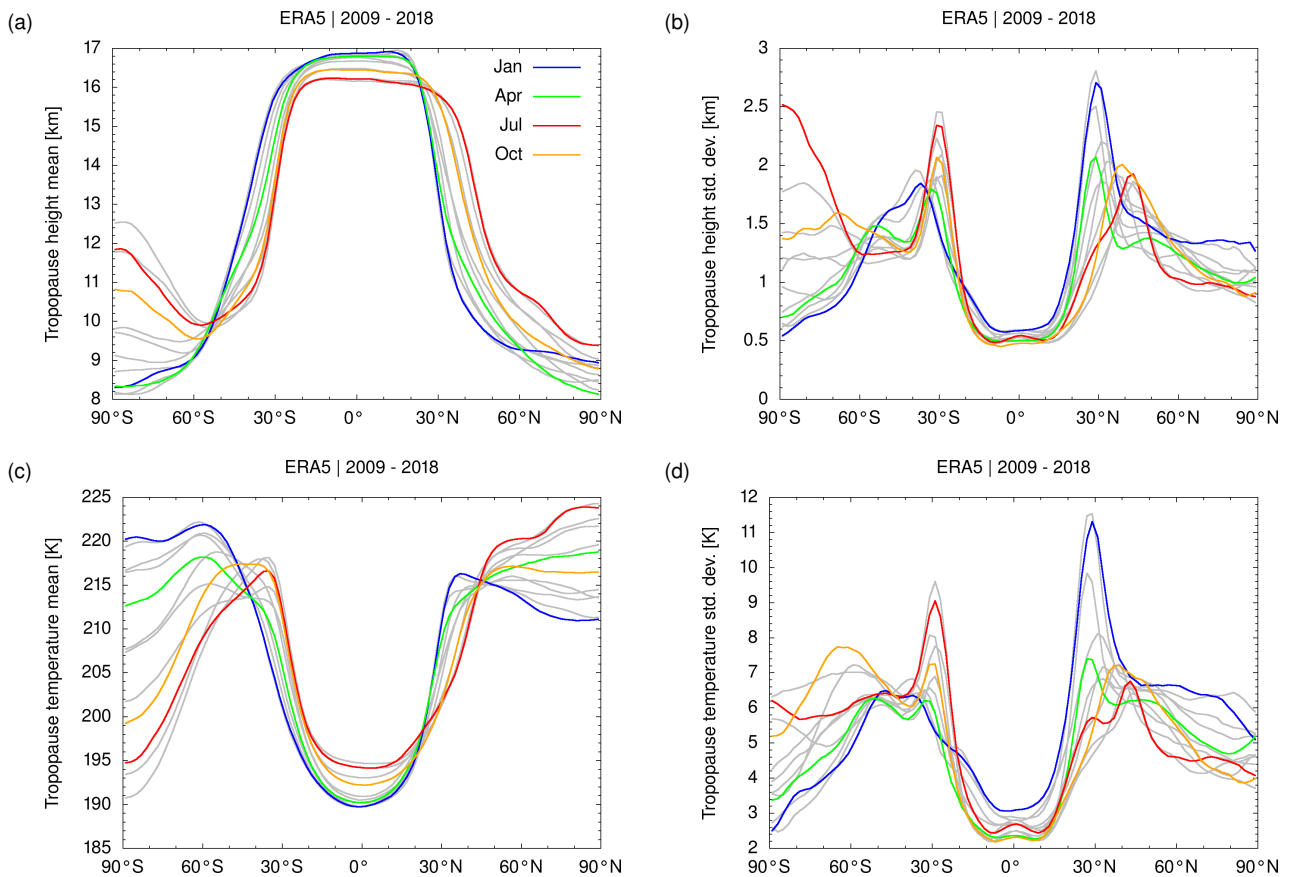 (a)
ERA5 | 2009 - 2018
Tropopause height mean [km]
17
16
15
14
13
12
11
10
9
8
90°S
60°S
30°S
0°
30°N
60°N
90°N
Jan
Apr
Jul
Oct
(b)
ERA5 | 2009 - 2018
Tropopause height std. dev. [km]
3
2.5
2
1.5
1
0.5
0
90°S
60°S
30°S
0°
30°N
60°N
90°N
(c)
ERA5 | 2009 - 2018
Tropopause temperature mean [K]
225
220
215
210
205
200
195
190
185
90°S
60°S
30°S
0°
30°N
60°N
90°N
(d)
ERA5 | 2009 - 2018
Tropopause temperature std. dev. [K]
12
11
10
9
8
7
6
5
4
3
2
90°S
60°S
30°S
0°
30°N
60°N
90°N